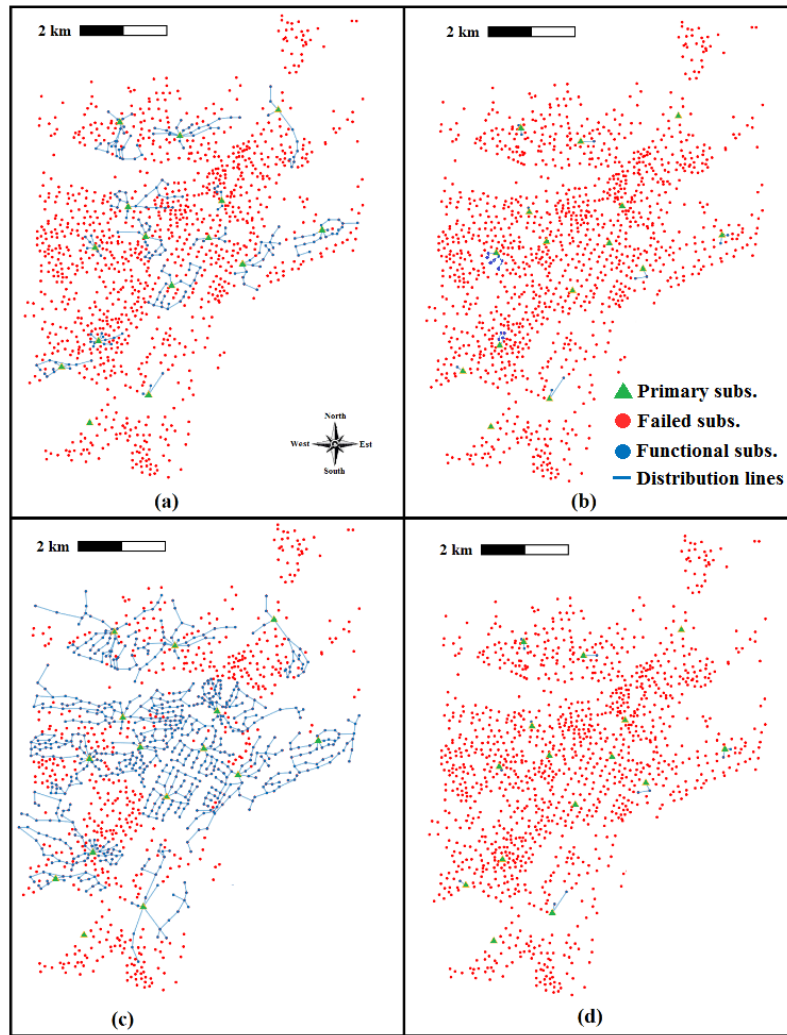 2 km
2 km
North
West Est
South
(a)
Primary subs.
Failed subs.
Functional subs.
Distribution lines
(b)
2 km
2 km
(c)
(d)